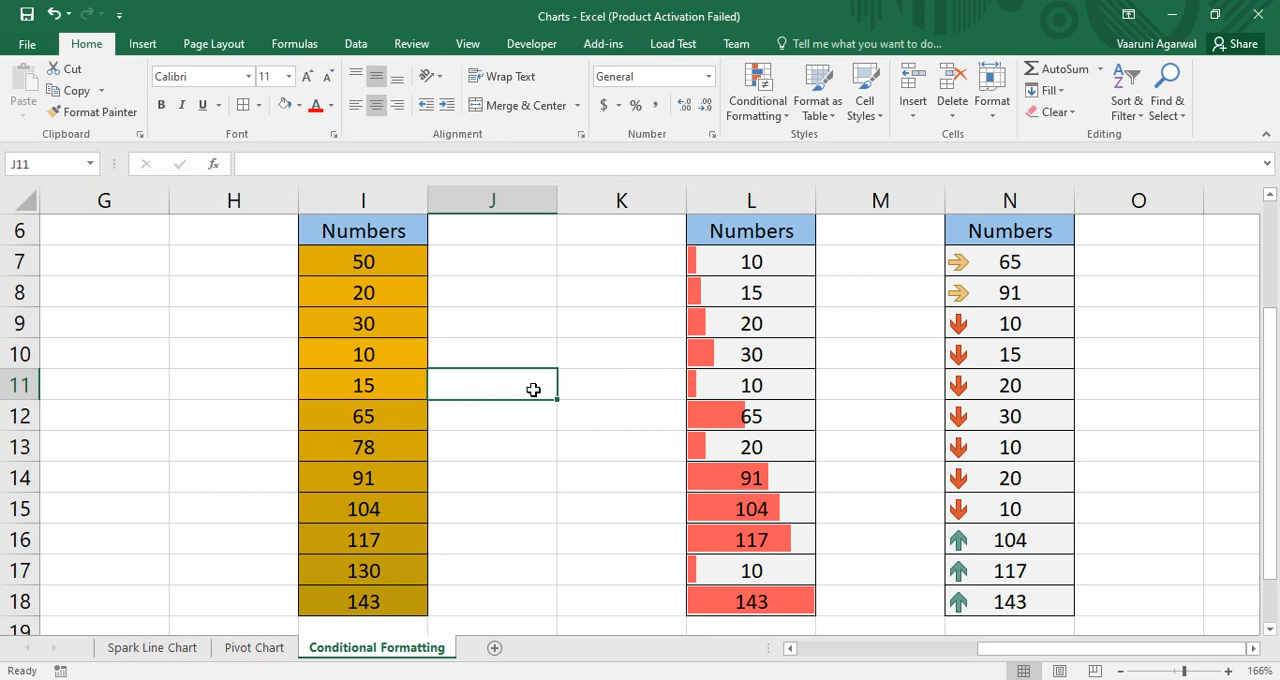 Charts - Excel (Product Activation Failed)
File Home Insert Page Layout Formulas Data Review View Developer Add-ins Load Test Team Tell me what you want to do... Vaaruni Agarwal Share
Paste
Cut
Copy
Format Painter
Clipboard
Calibri 11
B I U
Font
Wrap Text
Merge & Center
Alignment
General
$ % ,
Number
Conditional Formatting
Format as Table
Cell Styles
Styles
Insert Delete Format
Cells
AutoSum
Fill
Clear
Sort & Filter
Find & Select
Editing
J11 fx
G H I J K L M N O
6 Numbers Numbers Numbers
7 50 10 65
8 20 15 91
9 30 20 10
10 10 30 15
11 15 10 20
12 65 65 30
13 78 20 10
14 91 91 20
15 104 104 10
16 117 117 104
17 130 10 117
18 143 143 143
19
Spark Line Chart Pivot Chart Conditional Formatting
Ready 166%